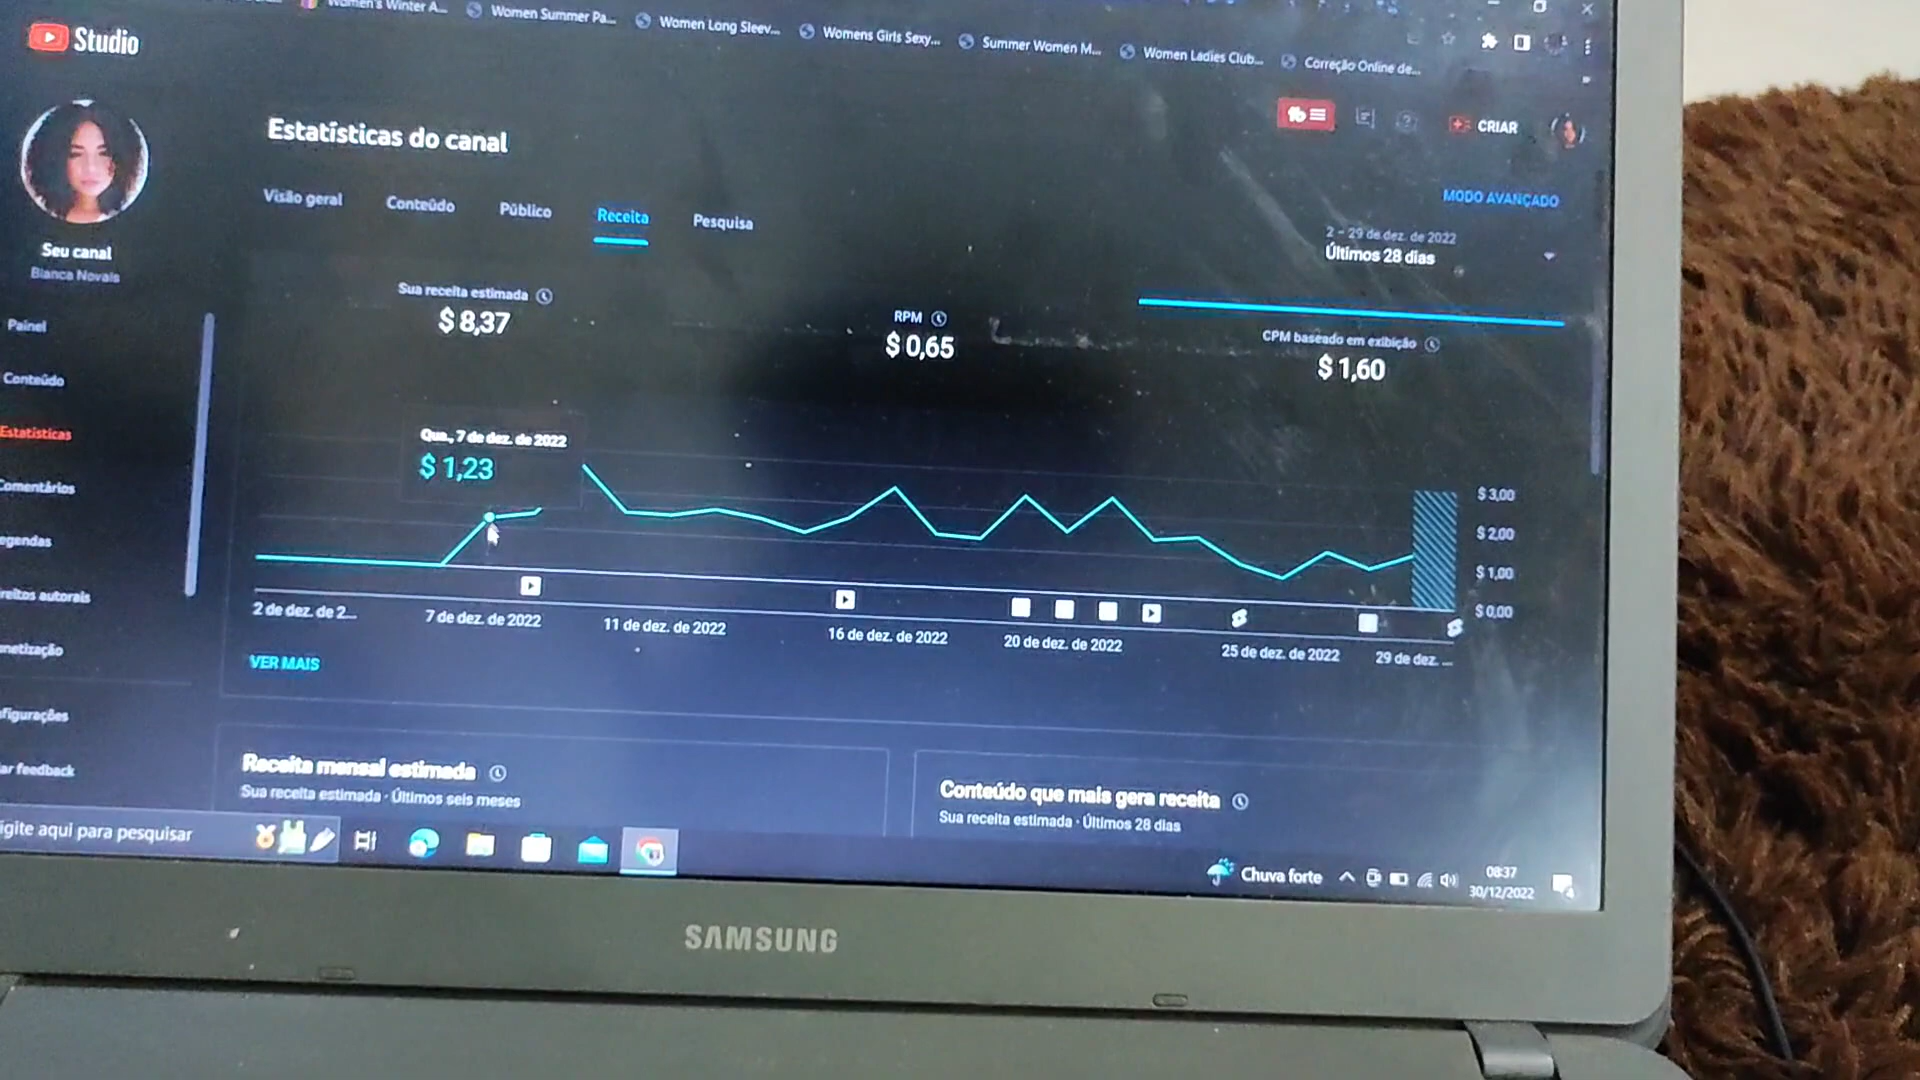 Women's Winter A...
Women Summer Pa...
Women Long Sleev...
Womens Girls Sexy...
Summer Women M...
Women Ladies Club...
Correção Online de...
Studio
CRIAR
Estatísticas do canal
MODO AVANÇADO
Visão geral
Conteúdo
Público
Receita
Pesquisa
2 – 29 de dez. de 2022
Últimos 28 dias
Seu canal
Bianca Novais
Sua receita estimada
$ 8,37
RPM
$ 0,65
CPM baseado em exibição
$ 1,60
Painel
Conteúdo
Estatísticas
Comentários
egendas
reitos autorais
netização
figurações
ar feedback
Qua., 7 de dez. de 2022
$ 1,23
$ 3,00
$ 2,00
$ 1,00
$ 0,00
2 de dez. de 2...
7 de dez. de 2022
11 de dez. de 2022
16 de dez. de 2022
20 de dez. de 2022
25 de dez. de 2022
29 de dez. ...
VER MAIS
Receita mensal estimada
Sua receita estimada · Últimos seis meses
Conteúdo que mais gera receita
Sua receita estimada · Últimos 28 dias
igite aqui para pesquisar
Chuva forte
08:37
30/12/2022
4
SAMSUNG